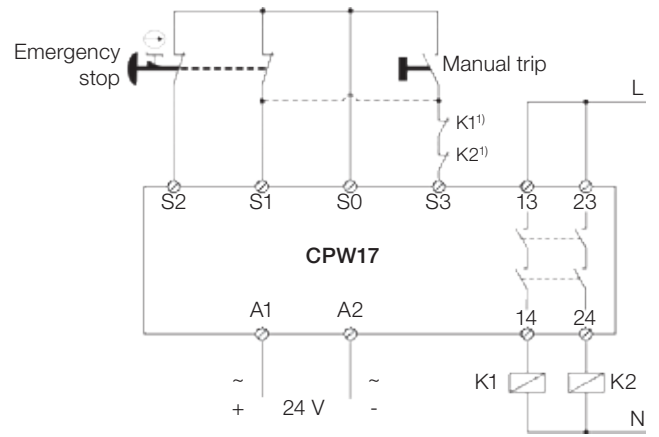 Emergency
stop
Manual trip
L
K1¹⁾
K2¹⁾
S2 S1 S0 S3 13 23
CPW17
A1 A2 14 24
~ ~ K1 K2
+ 24 V -
N